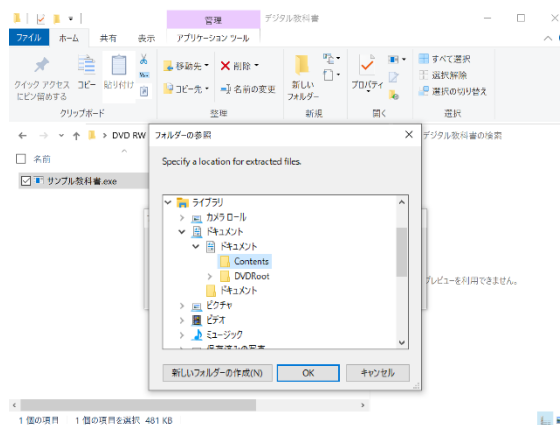 管理
デジタル教科書
ファイル
ホーム
共有
表示
アプリケーション ツール
クイック アクセス
にピン留めする
コピー
貼り付け
移動先
コピー先
削除
名前の変更
新しい
フォルダー
プロパティ
すべて選択
選択解除
選択の切り替え
クリップボード
整理
新規
開く
選択
DVD RW
デジタル教科書の検索
名前
サンプル教科書.exe
フォルダーの参照
Specify a location for extracted files.
ライブラリ
カメラロール
ドキュメント
ドキュメント
Contents
DVDRoot
ドキュメント
ピクチャ
ビデオ
ミュージック
新しいフォルダーの作成(N)
OK
キャンセル
プレビューを利用できません。
1 個の項目
1 個の項目を選択 481 KB